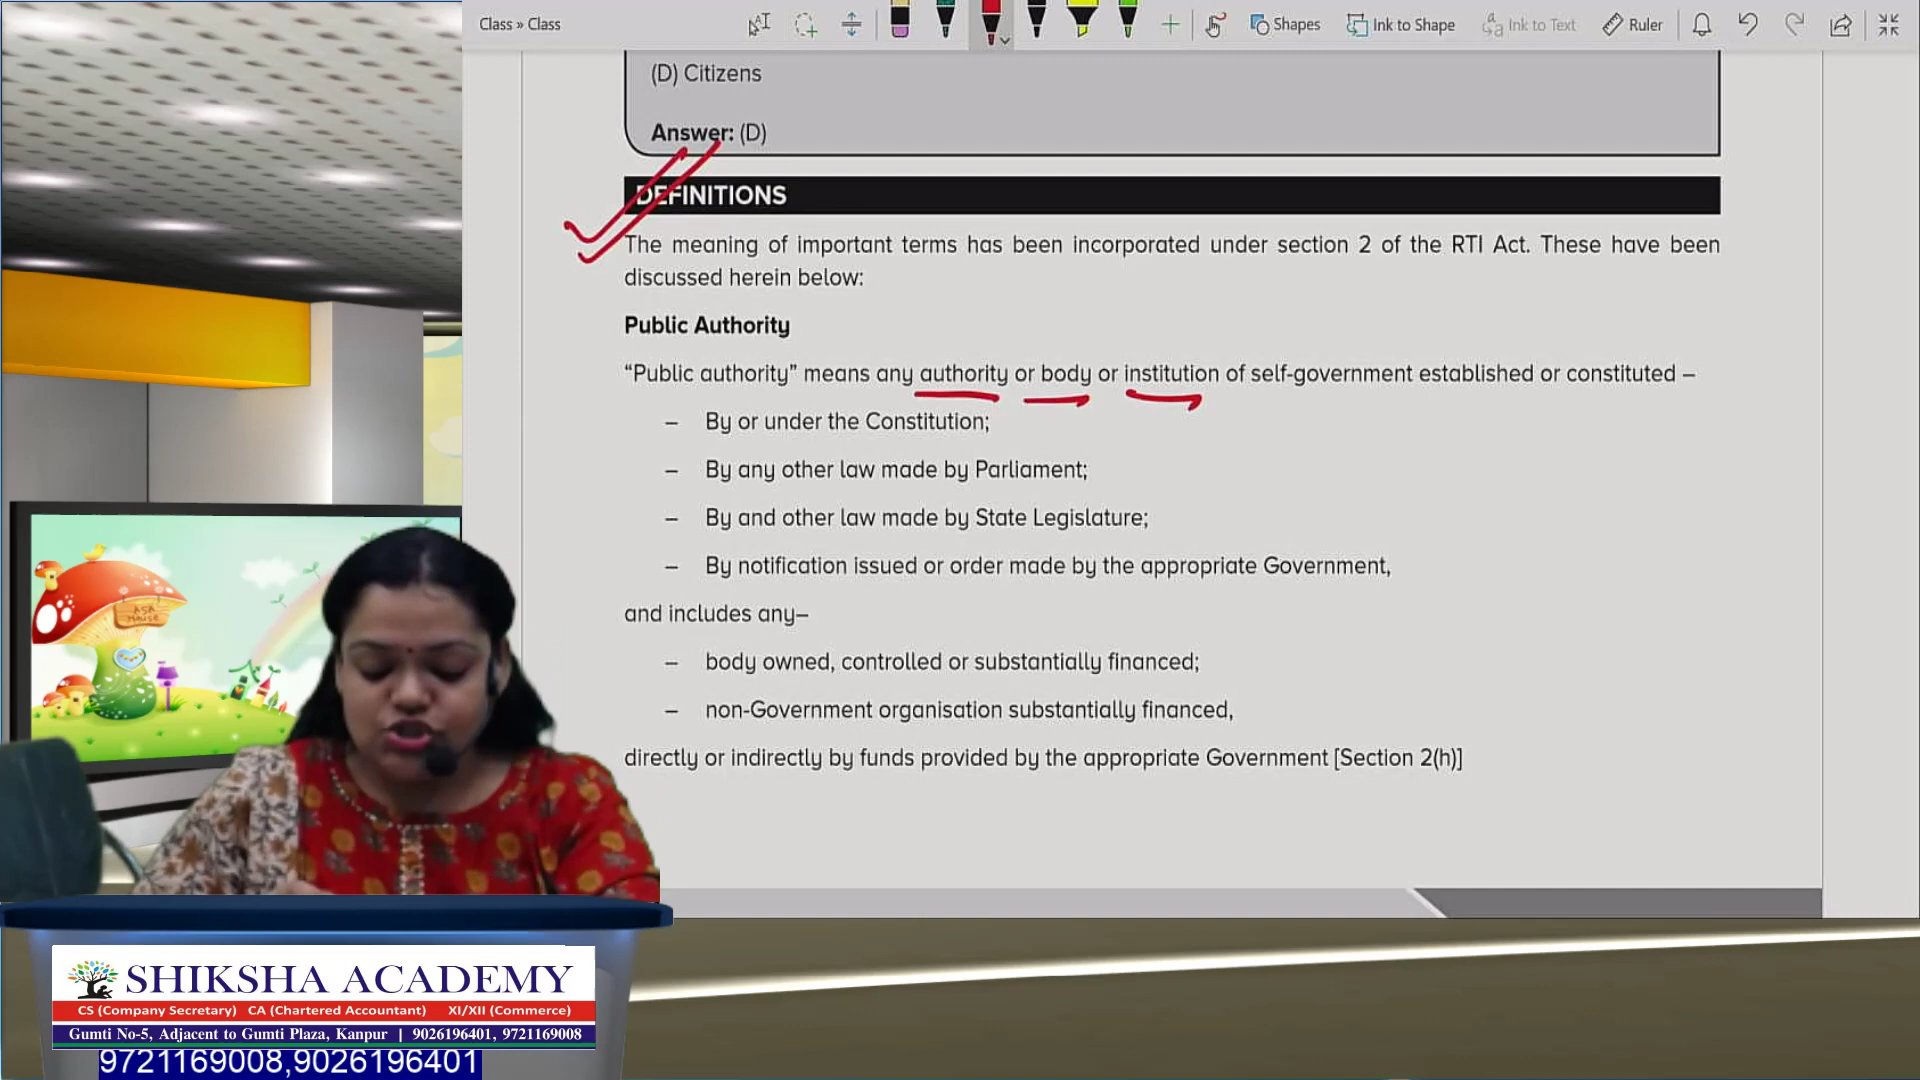 Class » Class
Shapes
Ink to Shape
Ink to Text
Ruler
(D) Citizens
Answer: (D)
DEFINITIONS
The meaning of important terms has been incorporated under section 2 of the RTI Act. These have been
discussed herein below:
Public Authority
“Public authority” means any authority or body or institution of self-government established or constituted –
– By or under the Constitution;
– By any other law made by Parliament;
– By and other law made by State Legislature;
– By notification issued or order made by the appropriate Government,
and includes any–
– body owned, controlled or substantially financed;
– non-Government organisation substantially financed,
directly or indirectly by funds provided by the appropriate Government [Section 2(h)]
SHIKSHA ACADEMY
CS (Company Secretary) CA (Chartered Accountant) XI/XII (Commerce)
Gumti No-5, Adjacent to Gumti Plaza, Kanpur | 9026196401, 9721169008
9721169008,9026196401